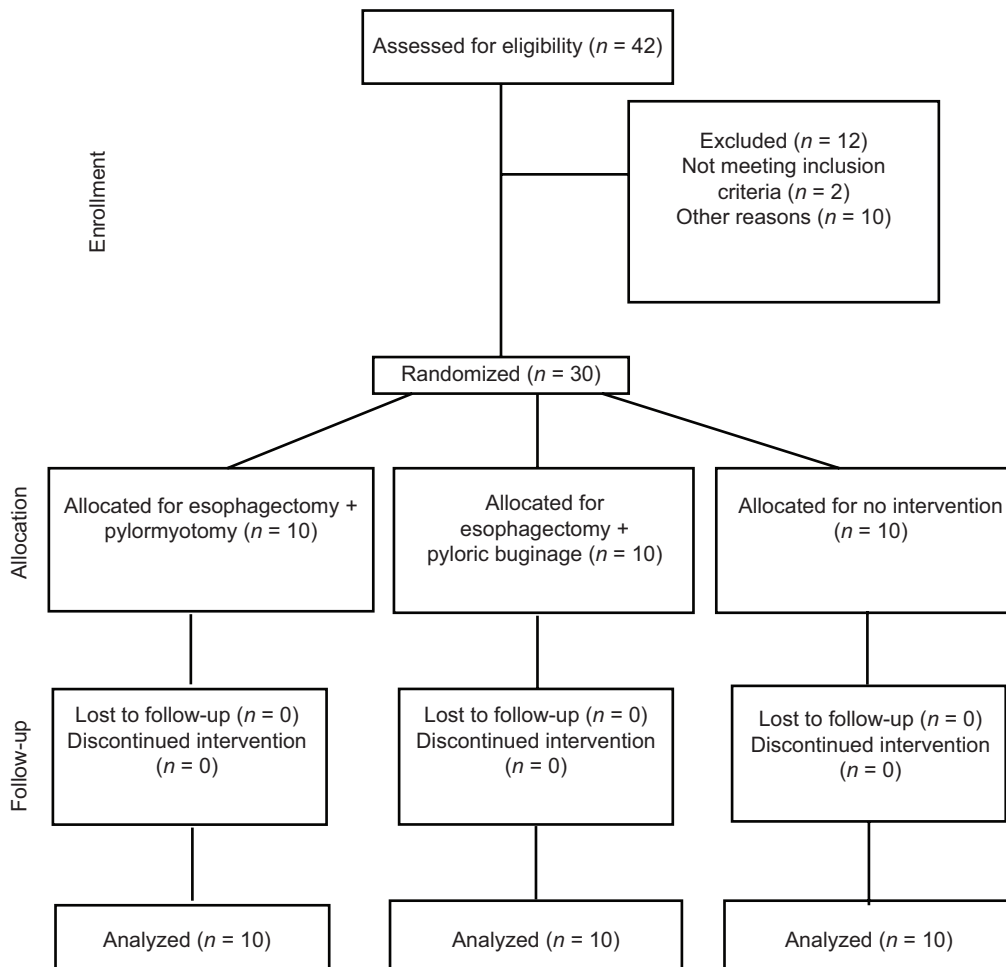 Assessed for eligibility (n = 42)
Enrollment
Excluded (n = 12)
Not meeting inclusion
criteria (n = 2)
Other reasons (n = 10)
Randomized (n = 30)
Allocation
Allocated for esophagectomy +
pylormyotomy (n = 10)
Allocated for
esophagectomy +
pyloric buginage (n = 10)
Allocated for no intervention
(n = 10)
Follow-up
Lost to follow-up (n = 0)
Discontinued intervention
(n = 0)
Lost to follow-up (n = 0)
Discontinued intervention
(n = 0)
Lost to follow-up (n = 0)
Discontinued intervention
(n = 0)
Analyzed (n = 10)
Analyzed (n = 10)
Analyzed (n = 10)